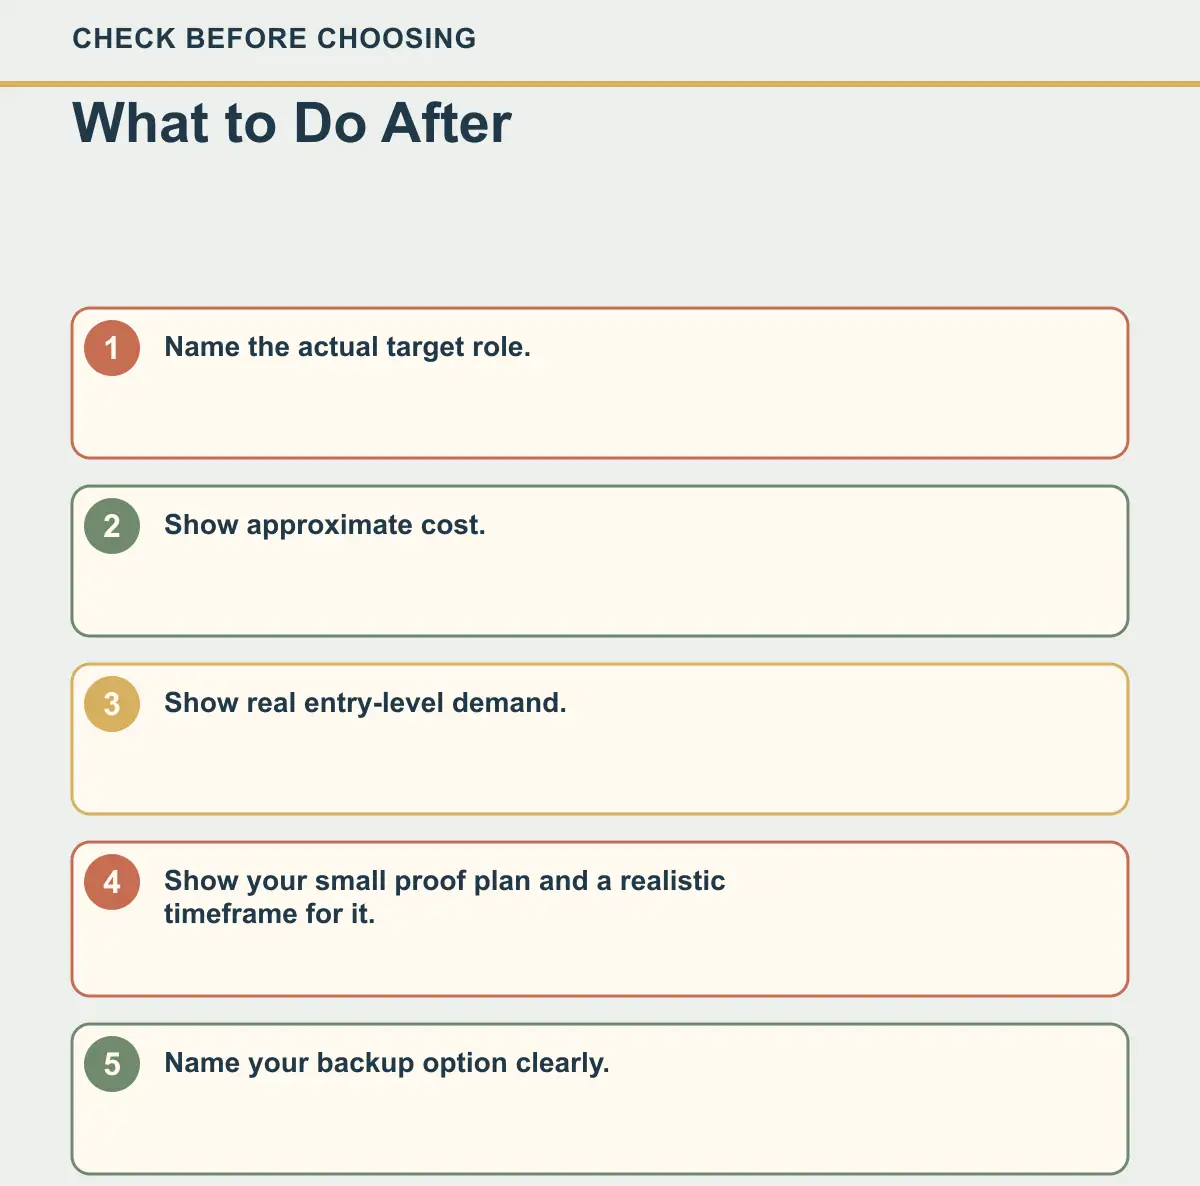 CHECK BEFORE CHOOSING
What to Do After
1
Name the actual target role.
2
Show approximate cost.
3
Show real entry-level demand.
4
Show your small proof plan and a realistic
timeframe for it.
5
Name your backup option clearly.